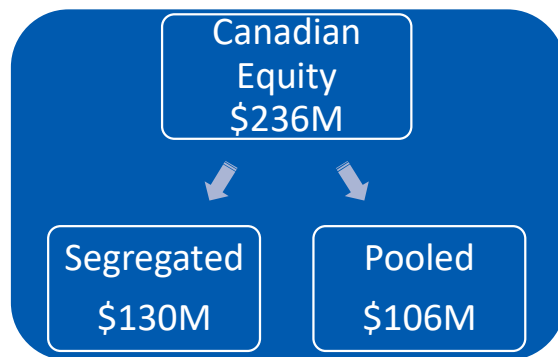 Canadian
Equity
$236M
Segregated
$130M
Pooled
$106M